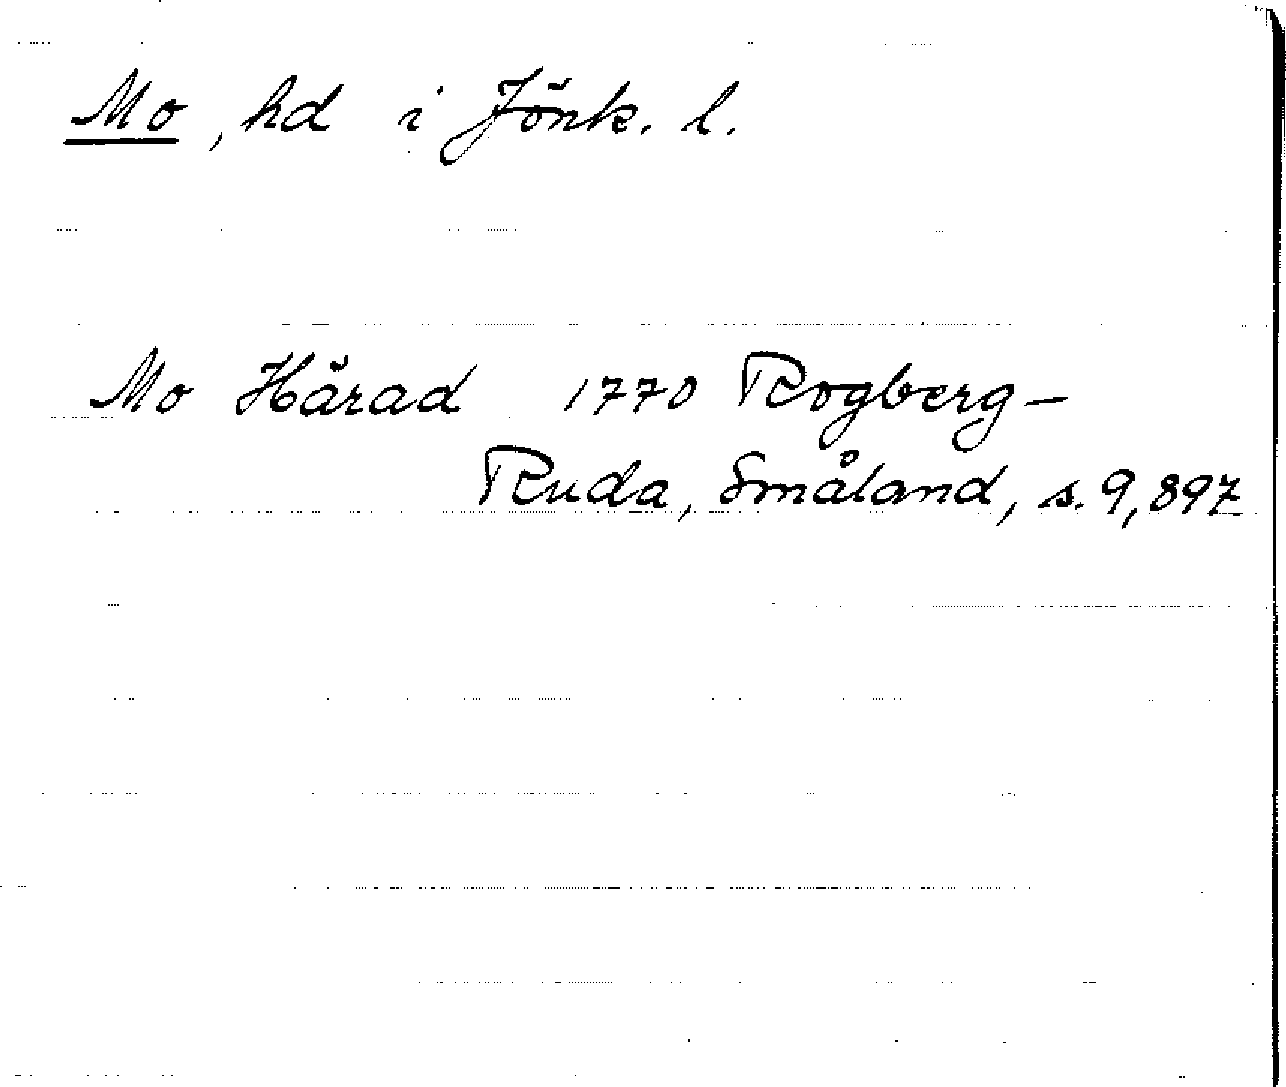 Mo, hd i Jönk. l.
Mo Härad 1770 Rogberg-
Ruda, Småland, s. 9, 897